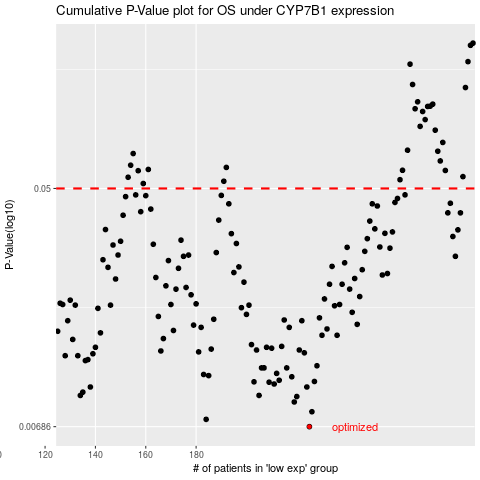 Cumulative P-Value plot for OS under CYP7B1 expression
P-Value(log10)
0.05
0.00686
optimized
0 120 140 160 180
# of patients in 'low exp' group